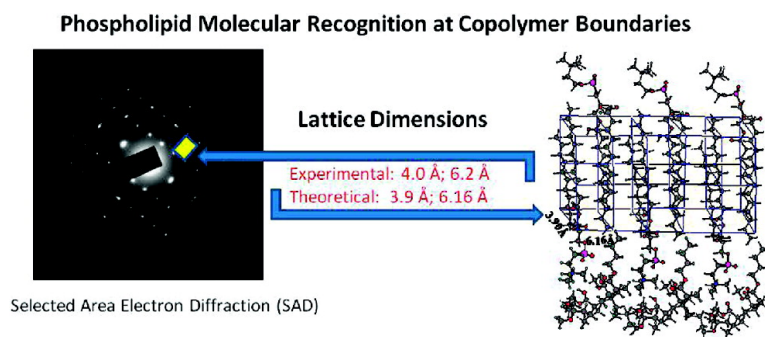 Phospholipid Molecular Recognition at Copolymer Boundaries
Lattice Dimensions
Experimental: 4.0 Å; 6.2 Å
Theoretical: 3.9 Å; 6.16 Å
6.16Å
Selected Area Electron Diffraction (SAD)